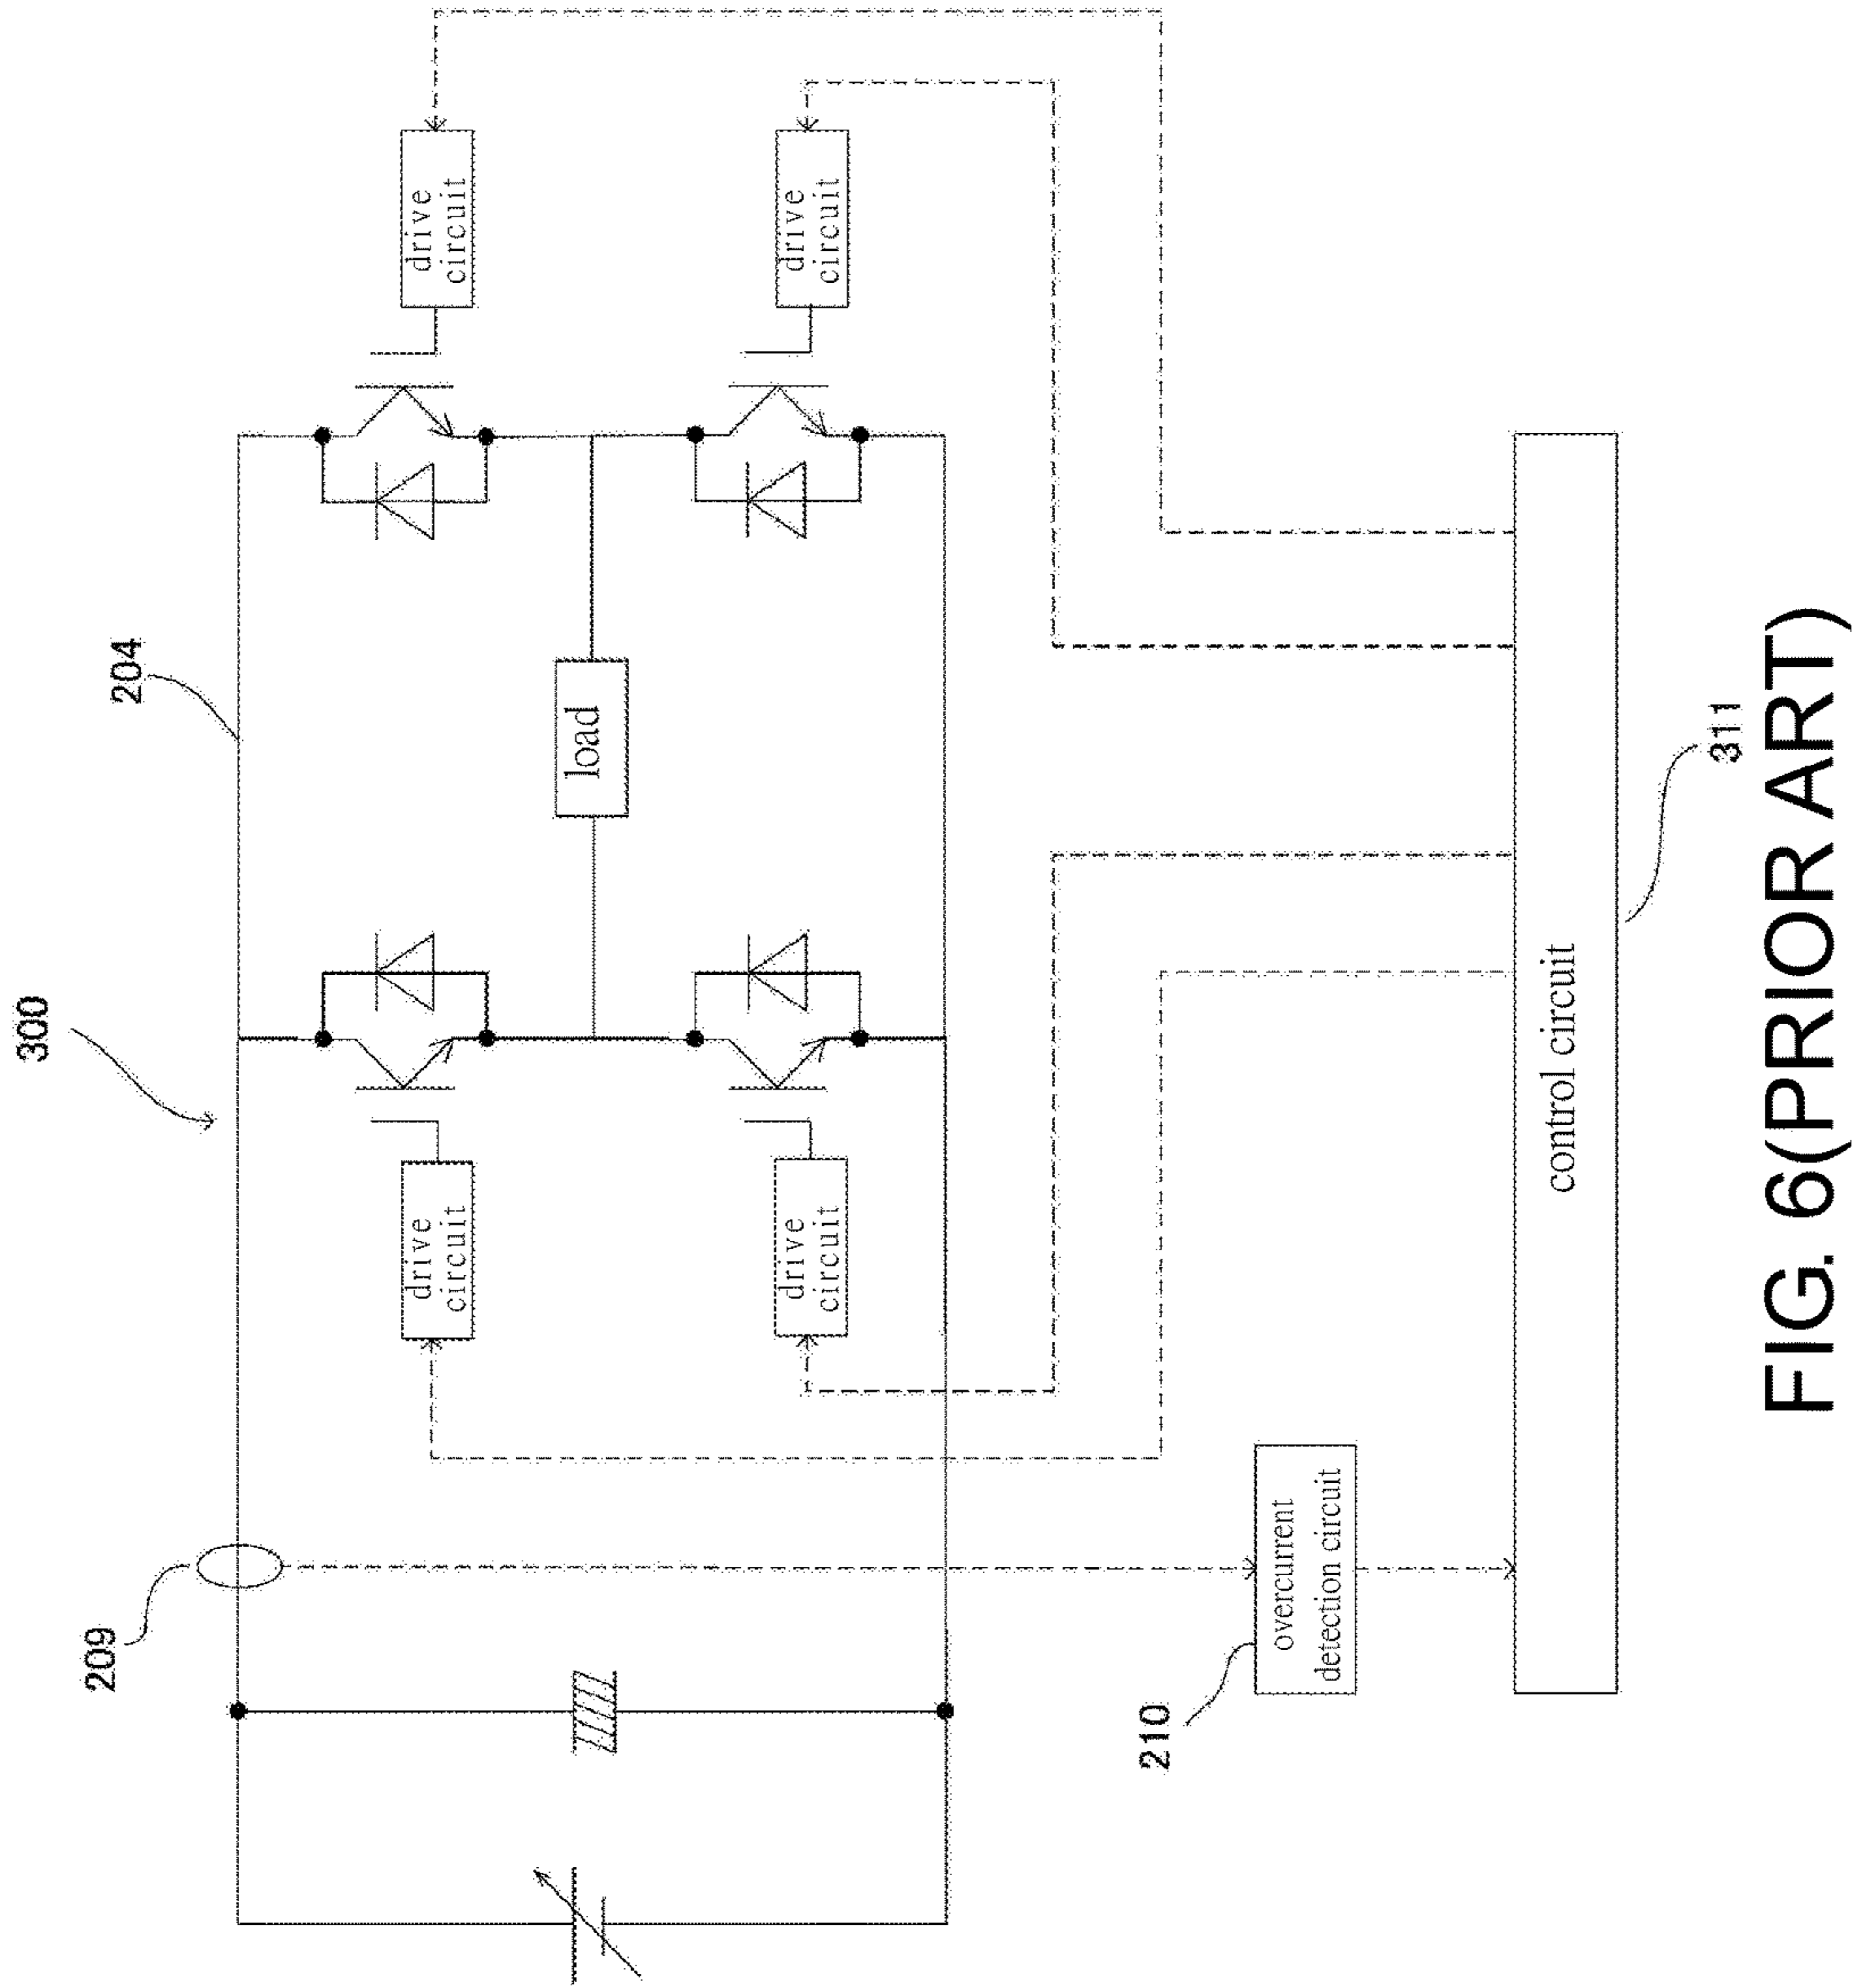 300
204
209
drive
circuit
drive
circuit
load
drive
circuit
drive
circuit
210
overcurrent
detection circuit
control circuit
311
FIG. 6(PRIOR ART)